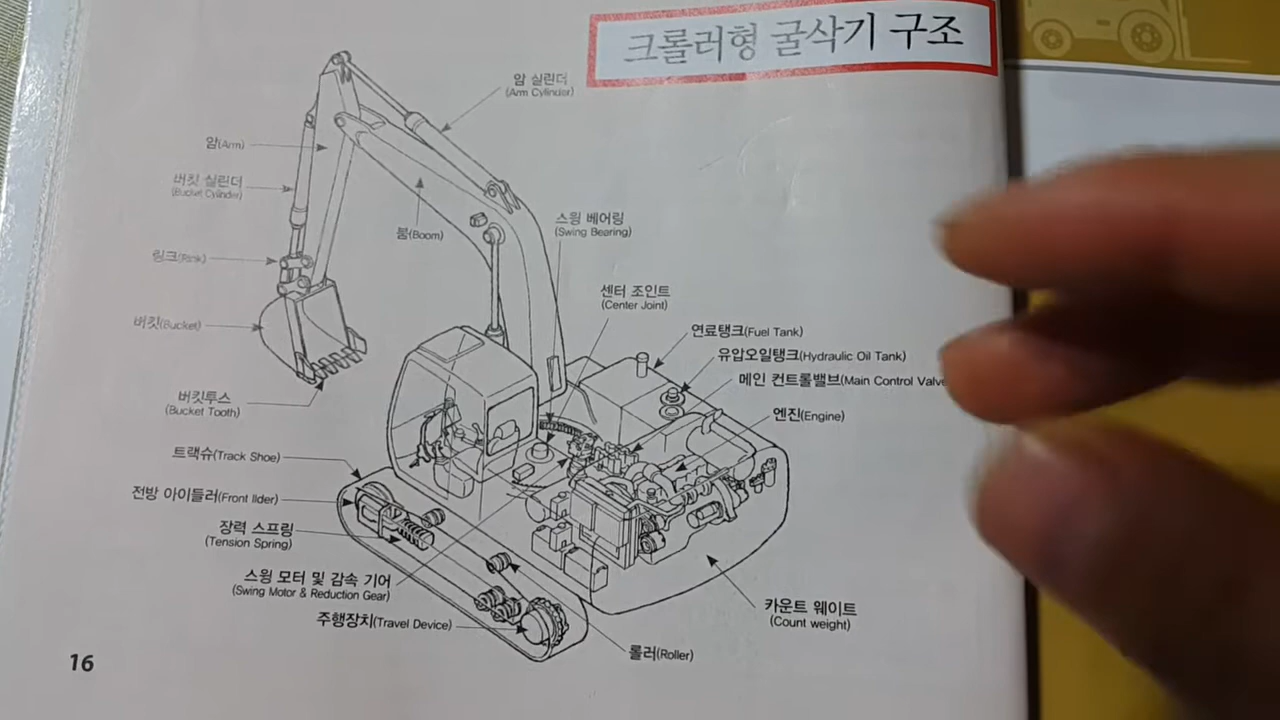 크롤러형 굴삭기 구조
암 실린더
(Arm Cylinder)
암(Arm)
버킷 실린더
(Bucket Cylinder)
붐(Boom)
스윙 베어링
(Swing Bearing)
링크(Rink)
센터 조인트
(Center Joint)
버킷(Bucket)
연료탱크(Fuel Tank)
유압오일탱크(Hydraulic Oil Tank)
메인 컨트롤밸브(Main Control Valve
버킷투스
(Bucket Tooth)
엔진(Engine)
트랙슈(Track Shoe)
전방 아이들러(Front Ilder)
장력 스프링
(Tension Spring)
스윙 모터 및 감속 기어
(Swing Motor & Reduction Gear)
카운트 웨이트
(Count weight)
주행장치(Travel Device)
롤러(Roller)
16